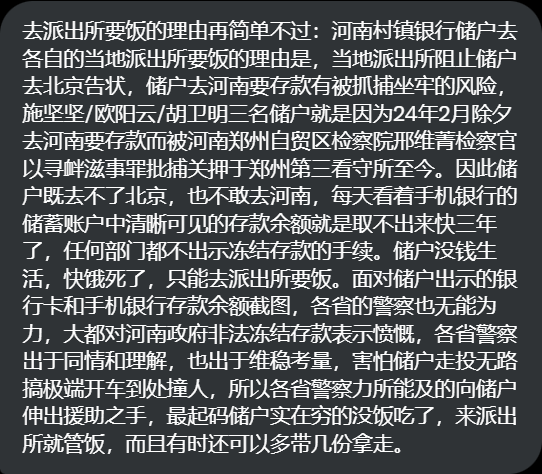 去派出所要饭的理由再简单不过：河南村镇银行储户去
各自的当地派出所要饭的理由是，当地派出所阻止储户
去北京告状，储户去河南要存款有被抓捕坐牢的风险，
施坚坚/欧阳云/胡卫明三名储户就是因为24年2月除夕
去河南要存款而被河南郑州自贸区检察院邢维菁检察官
以寻衅滋事罪批捕关押于郑州第三看守所至今。因此储
户既去不了北京，也不敢去河南，每天看着手机银行的
储蓄账户中清晰可见的存款余额就是取不出来快三年
了，任何部门都不出示冻结存款的手续。储户没钱生
活，快饿死了，只能去派出所要饭。面对储户出示的银
行卡和手机银行存款余额截图，各省的警察也无能为
力，大都对河南政府非法冻结存款表示愤慨，各省警察
出于同情和理解，也出于维稳考量，害怕储户走投无路
搞极端开车到处撞人，所以各省警察力所能及的向储户
伸出援助之手，最起码储户实在穷的没饭吃了，来派出
所就管饭，而且有时还可以多带几份拿走。